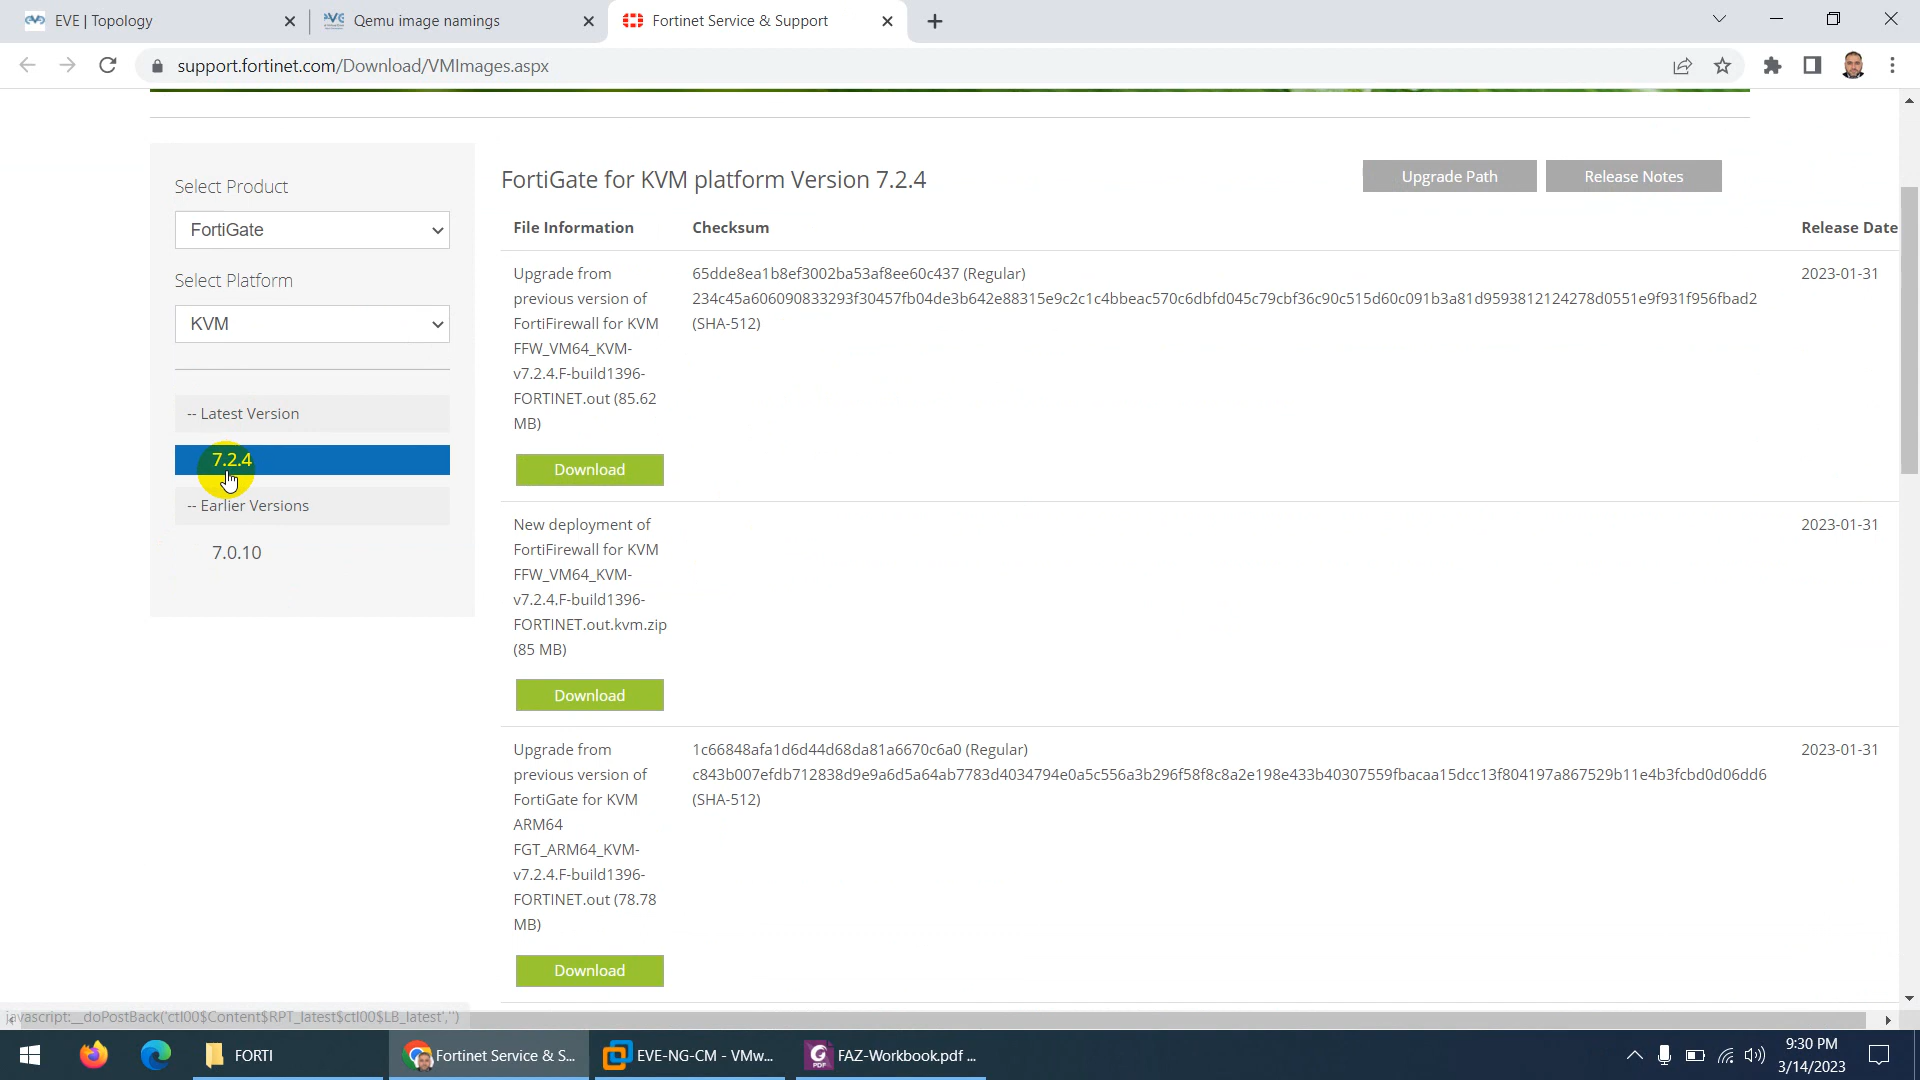 EVE | Topology
Qemu image namings
Fortinet Service & Support
support.fortinet.com/Download/VMImages.aspx
Select Product
FortiGate
Select Platform
KVM
-- Latest Version
7.2.4
-- Earlier Versions
7.0.10
FortiGate for KVM platform Version 7.2.4
Upgrade Path
Release Notes
File Information
Checksum
Release Date
Upgrade from
previous version of
FortiFirewall for KVM
FFW_VM64_KVM-
v7.2.4.F-build1396-
FORTINET.out (85.62
MB)
65dde8ea1b8ef3002ba53af8ee60c437 (Regular)
234c45a606090833293f30457fb04de3b642e88315e9c2c1c4bbeac570c6dbfd045c79cbf36c90c515d60c091b3a81d9593812124278d0551e9f931f956fbad2
(SHA-512)
2023-01-31
Download
New deployment of
FortiFirewall for KVM
FFW_VM64_KVM-
v7.2.4.F-build1396-
FORTINET.out.kvm.zip
(85 MB)
2023-01-31
Download
Upgrade from
previous version of
FortiGate for KVM
ARM64
FGT_ARM64_KVM-
v7.2.4.F-build1396-
FORTINET.out (78.78
MB)
1c66848afa1d6d44d68da81a6670c6a0 (Regular)
c843b007efdb712838d9e9a6d5a64ab7783d4034794e0a5c556a3b296f58f8c8a2e198e433b40307559fbacaa15dcc13f804197a867529b11e4b3fcbd0d06dd6
(SHA-512)
2023-01-31
Download
javascript:__doPostBack('ctl00$Content$RPT_latest$ctl00$LB_latest','')
FORTI
Fortinet Service & S...
EVE-NG-CM - VMw...
FAZ-Workbook.pdf ...
9:30 PM
3/14/2023